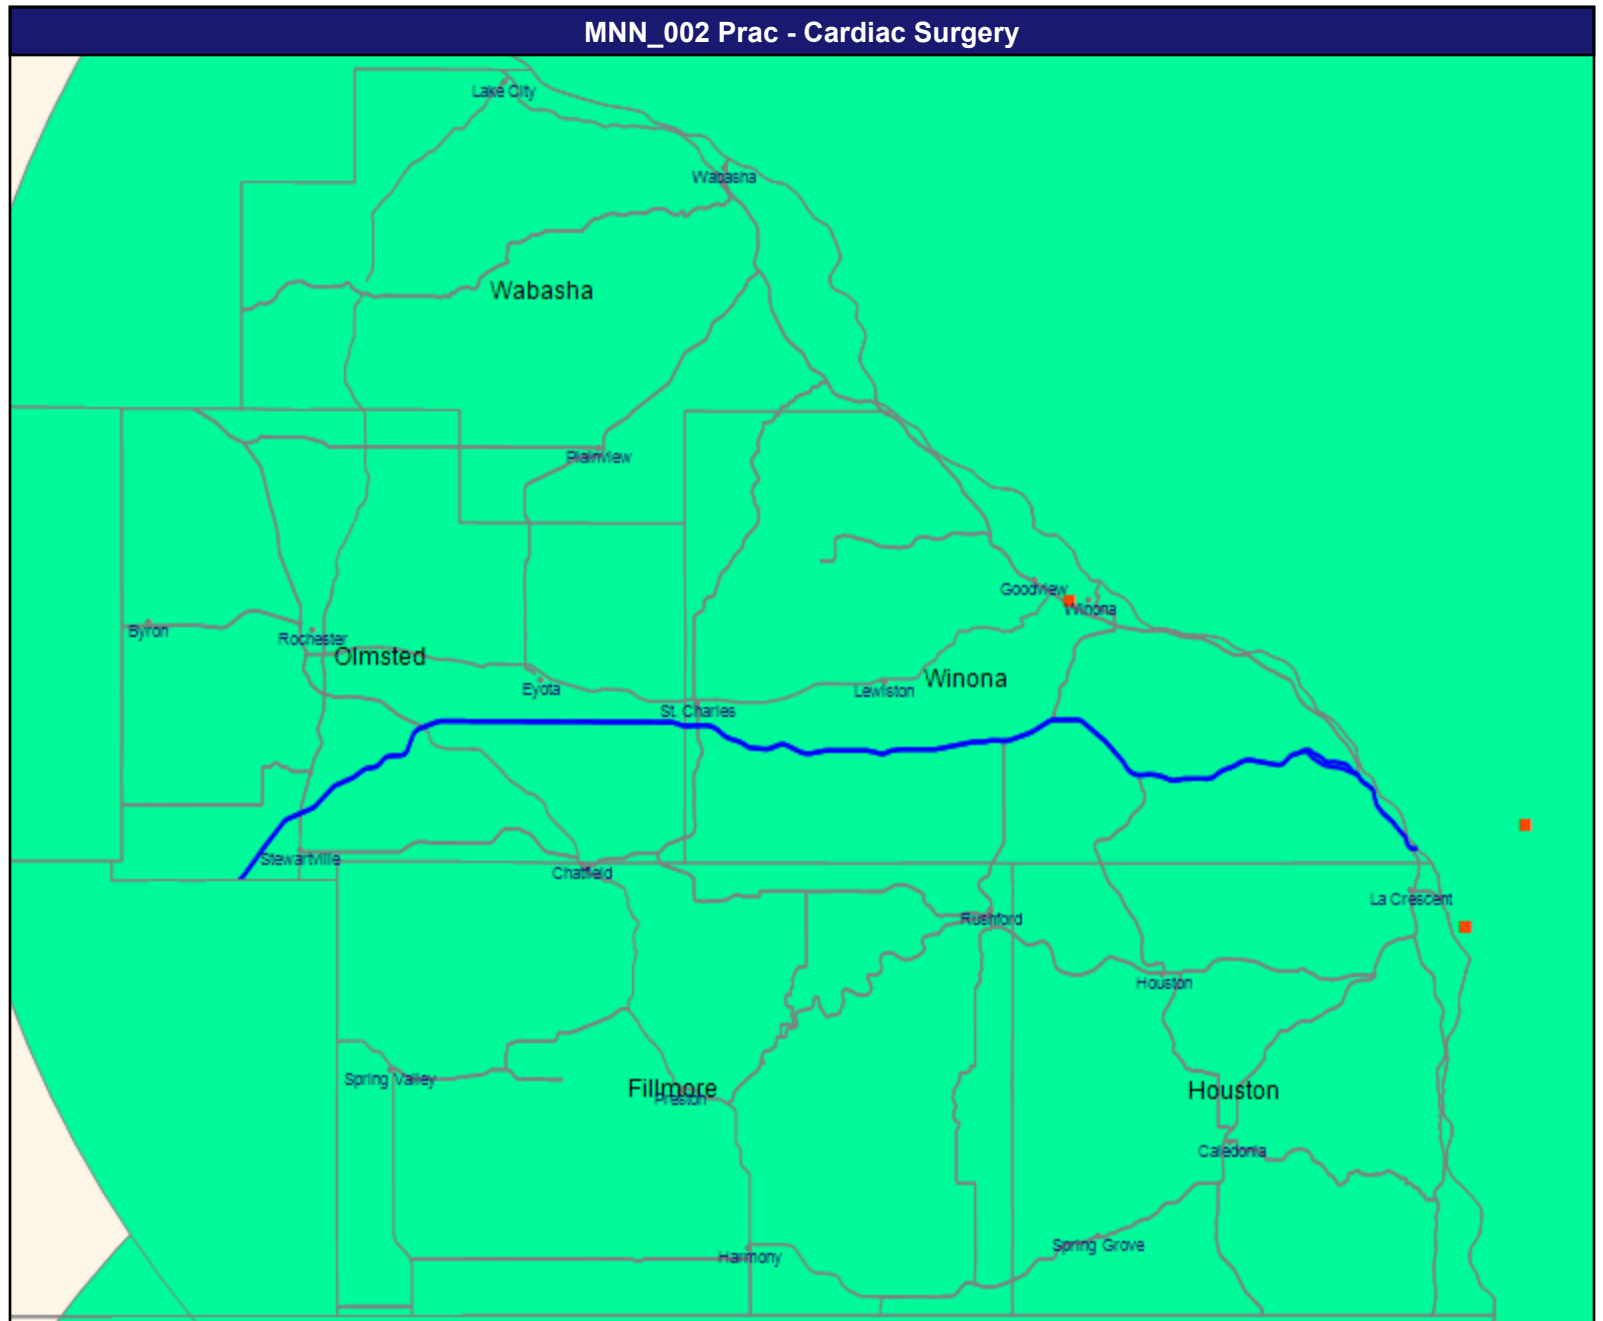 MNN_002 Prac - Cardiac Surgery
Lake City
Wabasha
Wabasha
Plainview
Goodview
Winona
Byron
Rochester
Olmsted
Eyota
Lewiston
Winona
St. Charles
Stewartville
Chatfield
La Crescent
Rushford
Houston
Spring Valley
Fillmore
Preston
Houston
Caledonia
Harmony
Spring Grove